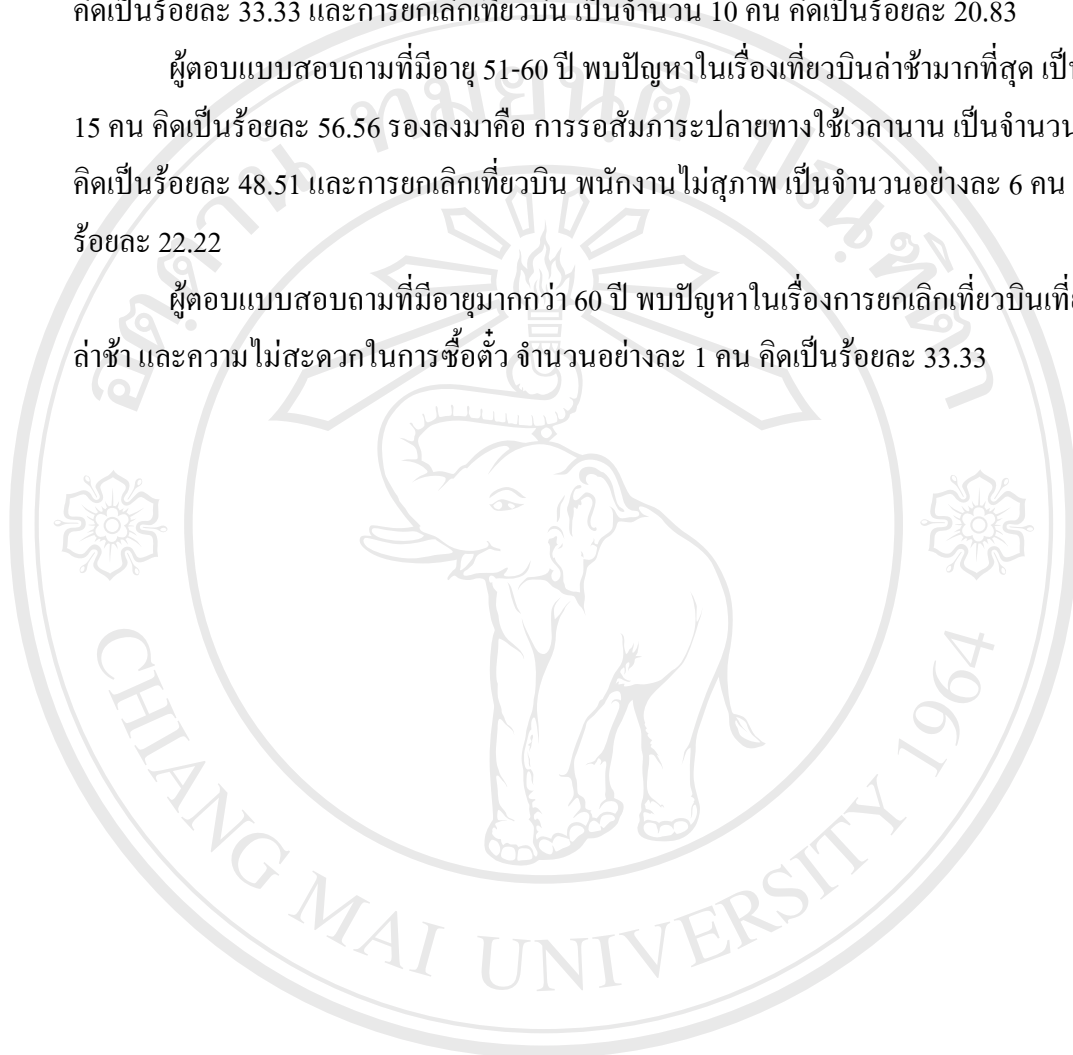 คิดเป็นร้อยละ 33.33 และการยกเลิกเที่ยวบิน เป็นจำนวน 10 คน คิดเป็นร้อยละ 20.83
ผู้ตอบแบบสอบถามที่มีอายุ 51-60 ปี พบปัญหาในเรื่องเที่ยวบินล่าช้ามากที่สุด
15 คน คิดเป็นร้อยละ 56.56 รองลงมาคือ การรอสัมภาระปลายทางใช้เวลานาน เป็นจำนวน
คิดเป็นร้อยละ 48.51 และการยกเลิกเที่ยวบิน พนักงานไม่สุภาพ เป็นจำนวนอย่างละ 6 คน
ร้อยละ 22.22
ผู้ตอบแบบสอบถามที่มีอายุมากกว่า 60 ปี พบปัญหาในเรื่องการยกเลิกเที่ยวบิน
ล่าช้า และความไม่สะดวกในการซื้อตั๋ว จำนวนอย่างละ 1 คน คิดเป็นร้อยละ 33.33
CHIANG MAI UNIVERSITY 1964